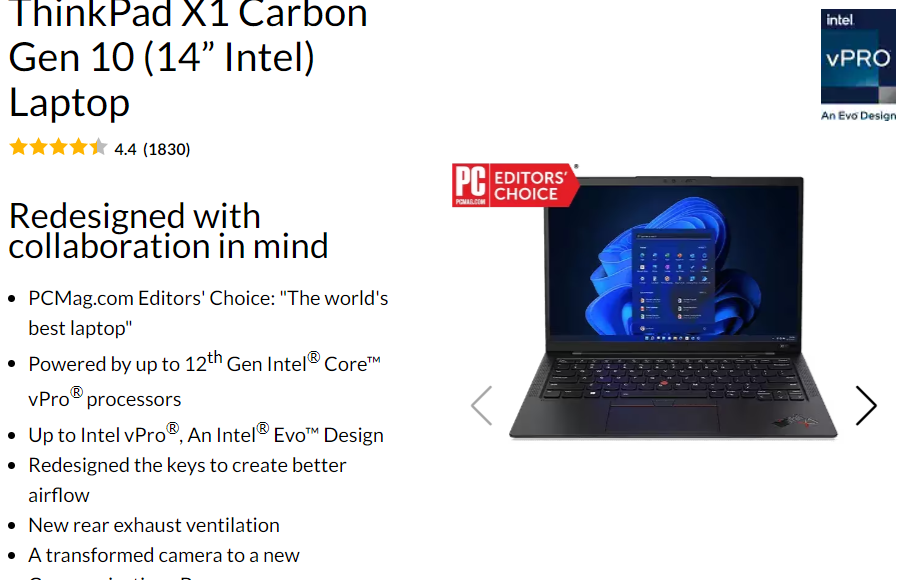 ThinkPad X1 Carbon
Gen 10 (14” Intel)
Laptop
4.4 (1830)
Redesigned with
collaboration in mind
• PCMag.com Editors' Choice: "The world's
best laptop"
• Powered by up to 12th Gen Intel® Core™
vPro® processors
• Up to Intel vPro®, An Intel® Evo™ Design
• Redesigned the keys to create better
airflow
• New rear exhaust ventilation
• A transformed camera to a new
intel
vPRO
An Evo Design
PC
PCMAG.COM
EDITORS'
CHOICE